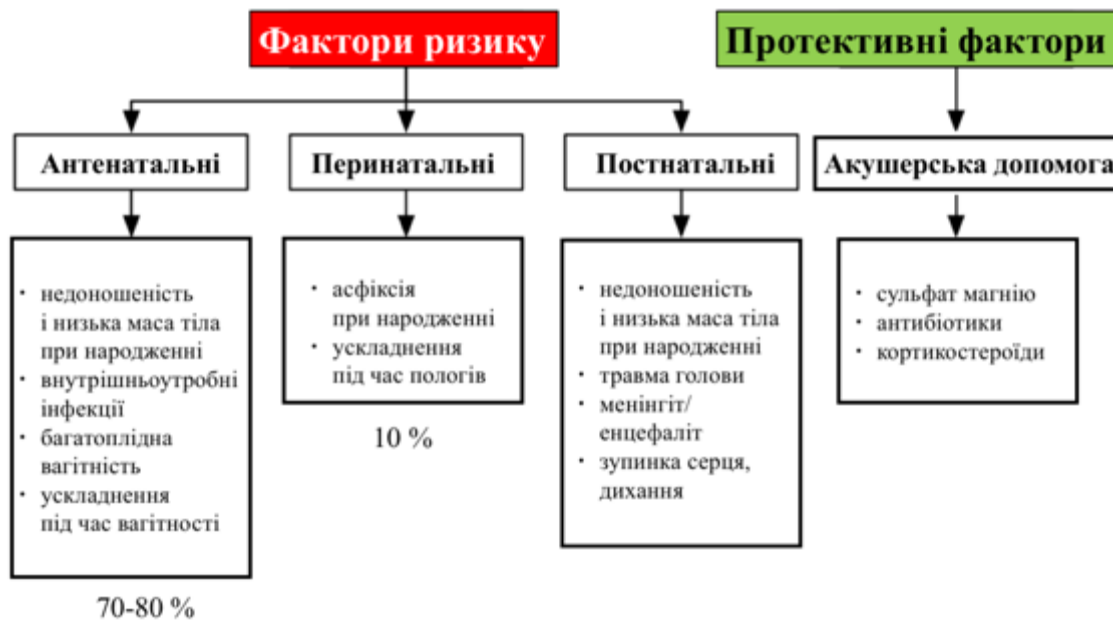 Фактори ризику
Протективні фактори
Антенатальні
Перинатальні
Постнатальні
Акушерська допомога
· недоношеність
і низька маса тіла
при народженні
· внутрішньоутробні
інфекції
· багатоплідна
вагітність
· ускладнення
під час вагітності
70-80 %
· асфіксія
при народженні
· ускладнення
під час пологів
10 %
· недоношеність
і низька маса тіла
при народженні
· травма голови
· менінгіт/
енцефаліт
· зупинка серця,
дихання
· сульфат магнію
· антибіотики
· кортикостероїди